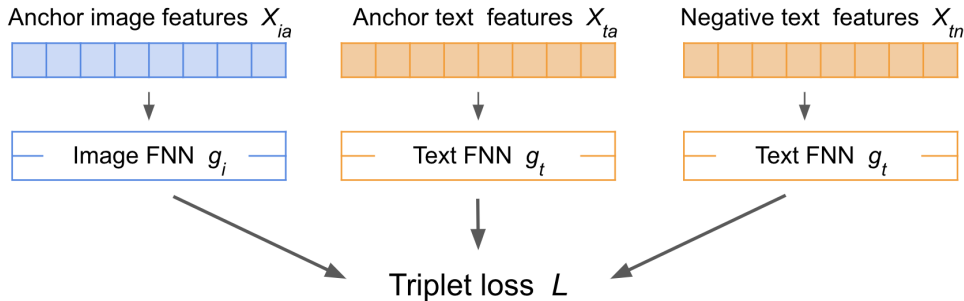 Anchor image features X_ia
Anchor text features X_ta
Negative text features X_tn
Image FNN g_i
Text FNN g_t
Text FNN g_t
Triplet loss L